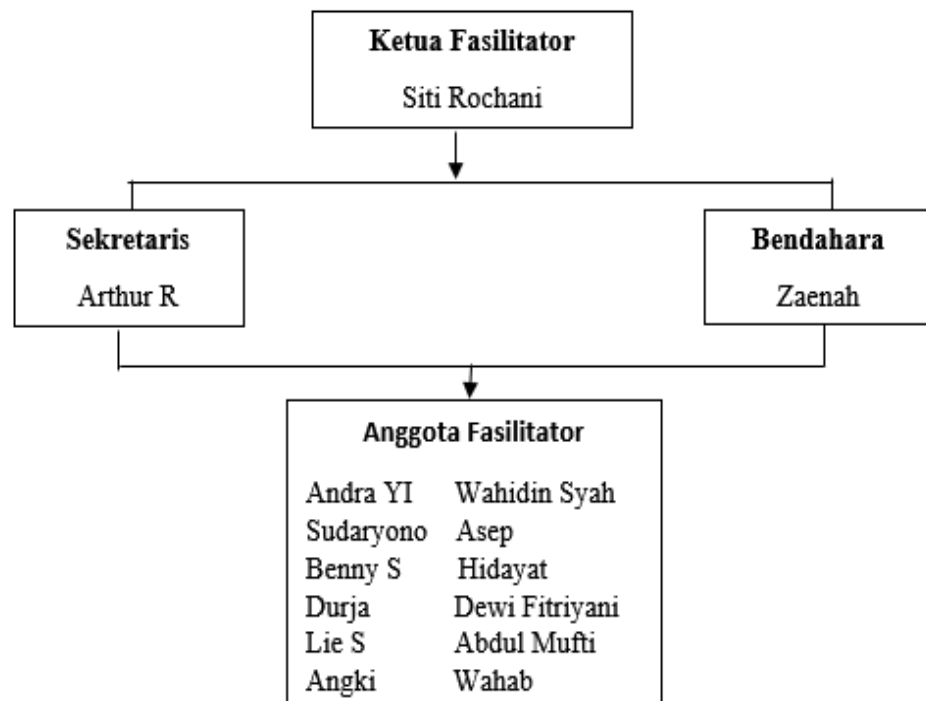 Ketua Fasilitator
Siti Rochani
Sekretaris
Arthur R
Bendahara
Zaenah
Anggota Fasilitator
Andra YI Wahidin Syah
Sudaryono Asep
Benny S Hidayat
Durja Dewi Fitriyani
Lie S Abdul Mufti
Angki Wahab